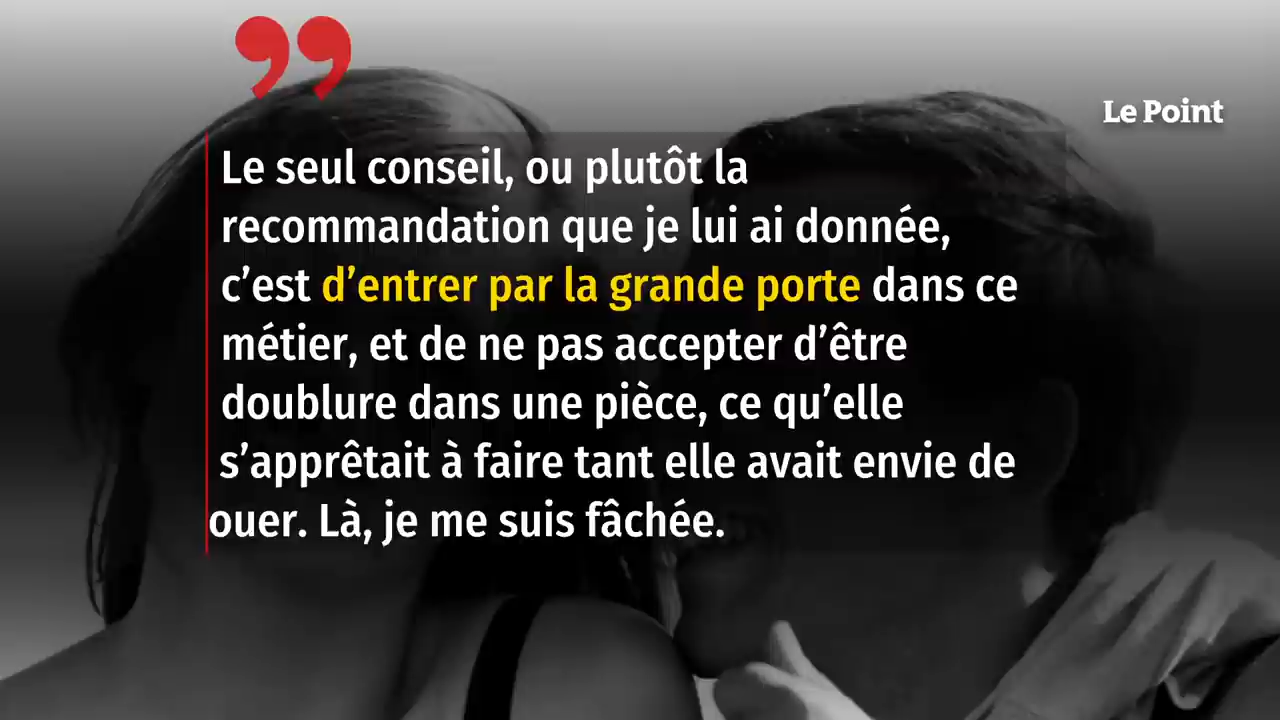 ”
Le Point
Le seul conseil, ou plutôt la
recommandation que je lui ai donnée,
c’est d’entrer par la grande porte dans ce
métier, et de ne pas accepter d’être
doublure dans une pièce, ce qu’elle
s’apprêtait à faire tant elle avait envie de
ouer. Là, je me suis fâchée.